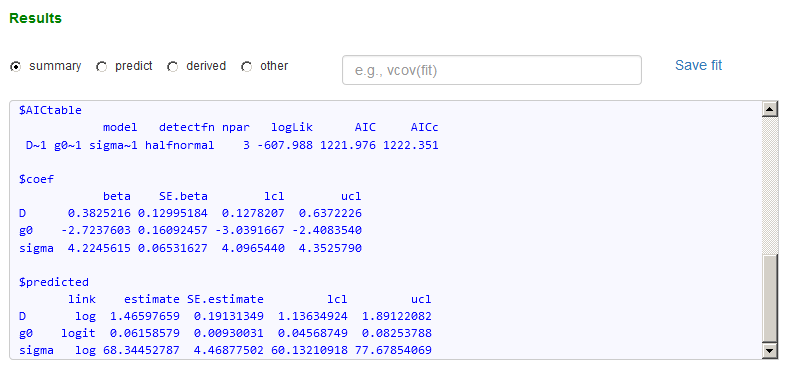 Results
summary predict derived other e.g., vcov(fit) Save fit
$AICtable
model detectfn npar logLik AIC AICc
D~1 g0~1 sigma~1 halfnormal 3 -607.988 1221.976 1222.351
$coef
beta SE.beta lcl ucl
D 0.3825216 0.12995184 0.1278207 0.6372226
g0 -2.7237603 0.16092457 -3.0391667 -2.4083540
sigma 4.2245615 0.06531627 4.0965440 4.3525790
$predicted
link estimate SE.estimate lcl ucl
D log 1.46597659 0.19131349 1.13634924 1.89122082
g0 logit 0.06158579 0.00930031 0.04568749 0.08253788
sigma log 68.34452787 4.46877502 60.13210918 77.67854069